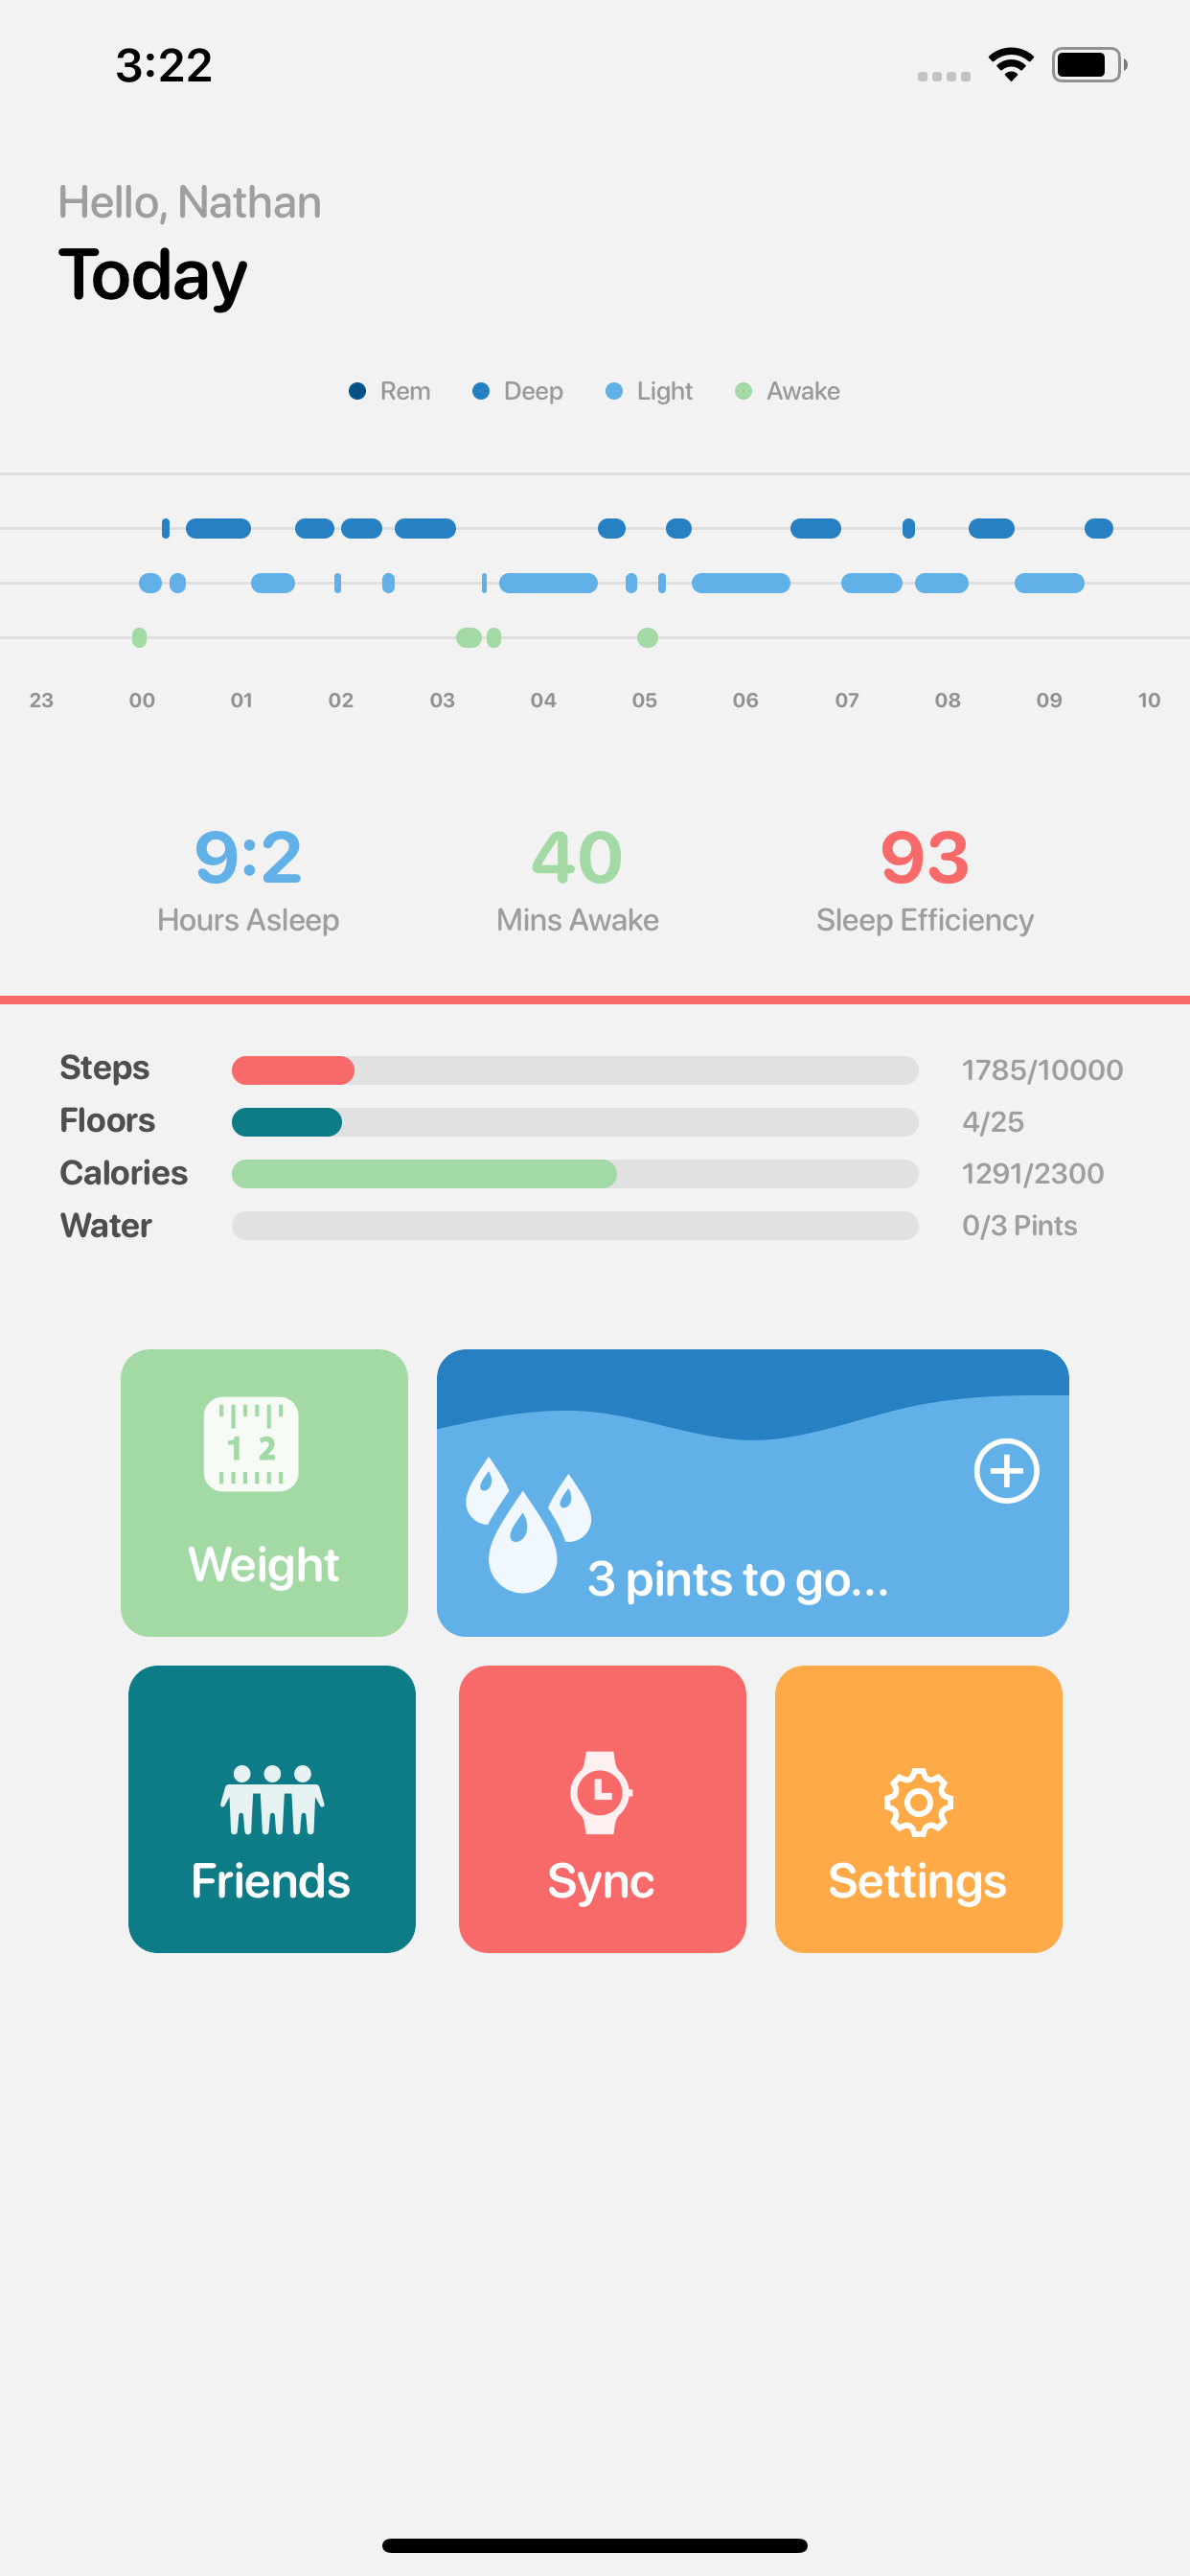 3:22
Hello, Nathan
Today
Rem Deep Light Awake
23 00 01 02 03 04 05 06 07 08 09 10
9:2 40 93
Hours Asleep Mins Awake Sleep Efficiency
Steps 1785/10000
Floors 4/25
Calories 1291/2300
Water 0/3 Pints
1 2
Weight
3 pints to go...
Friends Sync Settings